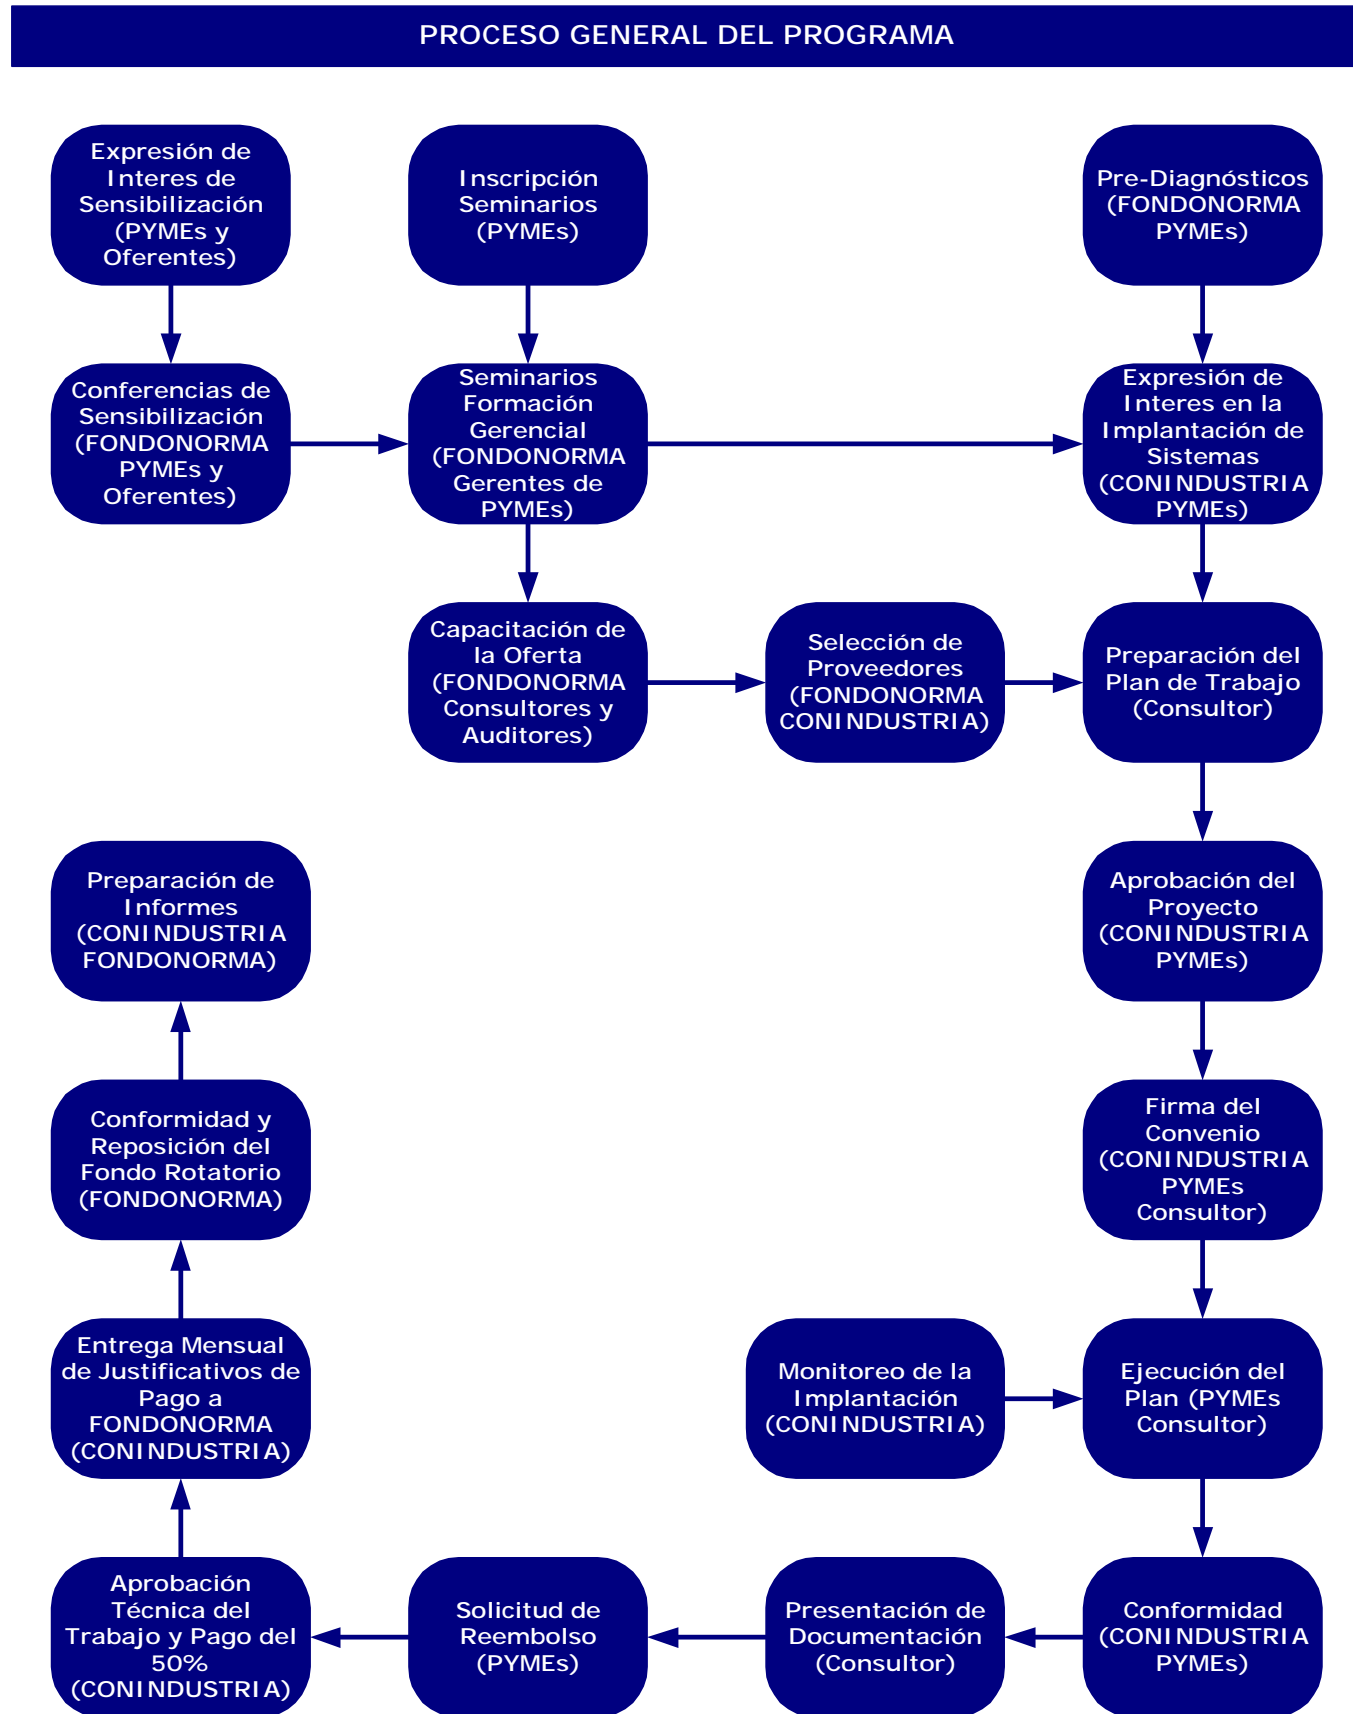 PROCESO GENERAL DEL PROGRAMA
Expresión de
Interes de
Sensibilización
(PYMEs y
Oferentes)
Inscripción
Seminarios
(PYMEs)
Pre-Diagnósticos
(FONDONORMA
PYMEs)
Conferencias de
Sensibilización
(FONDONORMA
PYMEs y
Oferentes)
Seminarios
Formación
Gerencial
(FONDONORMA
Gerentes de
PYMEs)
Expresión de
Interes en la
Implantación de
Sistemas
(CONINDUSTRIA
PYMEs)
Capacitación de
la Oferta
(FONDONORMA
Consultores y
Auditores)
Selección de
Proveedores
(FONDONORMA
CONINDUSTRIA)
Preparación del
Plan de Trabajo
(Consultor)
Preparación de
Informes
(CONINDUSTRIA
FONDONORMA)
Aprobación del
Proyecto
(CONINDUSTRIA
PYMEs)
Conformidad y
Reposición del
Fondo Rotatorio
(FONDONORMA)
Firma del
Convenio
(CONINDUSTRIA
PYMEs
Consultor)
Entrega Mensual
de Justificativos de
Pago a
FONDONORMA
(CONINDUSTRIA)
Monitoreo de la
Implantación
(CONINDUSTRIA)
Ejecución del
Plan (PYMEs
Consultor)
Aprobación
Técnica del
Trabajo y Pago del
50%
(CONINDUSTRIA)
Solicitud de
Reembolso
(PYMEs)
Presentación de
Documentación
(Consultor)
Conformidad
(CONINDUSTRIA
PYMEs)